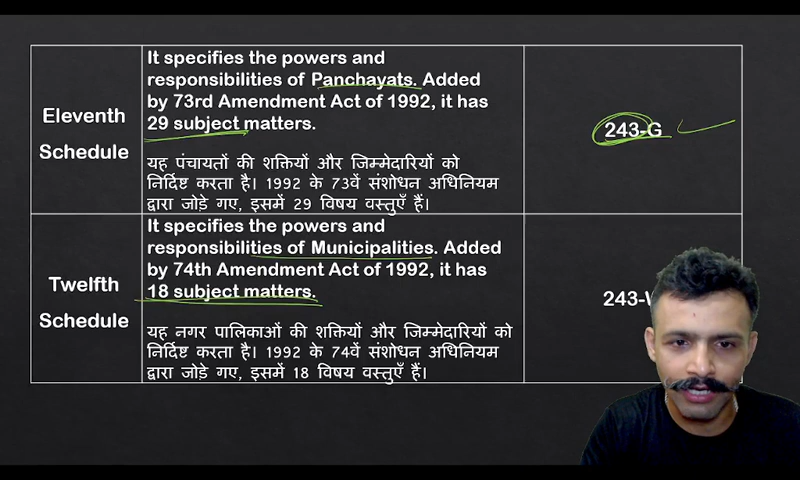 Eleventh
Schedule
It specifies the powers and
responsibilities of Panchayats. Added
by 73rd Amendment Act of 1992, it has
29 subject matters.
यह पंचायतों की शक्तियों और जिम्मेदारियों को
निर्दिष्ट करता है। 1992 के 73वें संशोधन अधिनियम
द्वारा जोड़े गए, इसमें 29 विषय वस्तुएँ हैं।
243-G
Twelfth
Schedule
It specifies the powers and
responsibilities of Municipalities. Added
by 74th Amendment Act of 1992, it has
18 subject matters.
यह नगर पालिकाओं की शक्तियों और जिम्मेदारियों को
निर्दिष्ट करता है। 1992 के 74वें संशोधन अधिनियम
द्वारा जोड़े गए, इसमें 18 विषय वस्तुएँ हैं।
243-